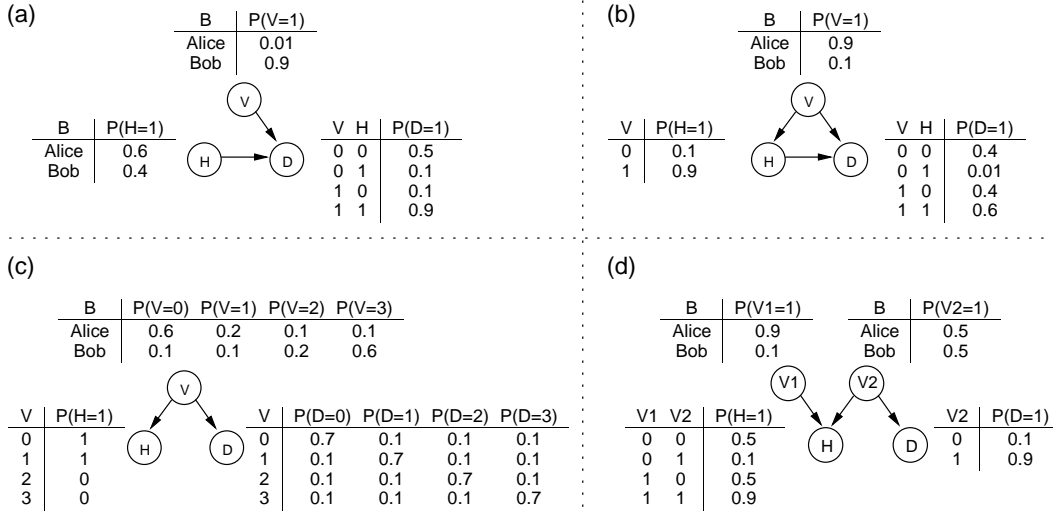 (a)
B P(V=1)
Alice 0.01
Bob 0.9
V
B P(H=1)
Alice 0.6
Bob 0.4
H
D
V H P(D=1)
0 0 0.5
0 1 0.1
1 0 0.1
1 1 0.9
(b)
B P(V=1)
Alice 0.9
Bob 0.1
V
V P(H=1)
0 0.1
1 0.9
H
D
V H P(D=1)
0 0 0.4
0 1 0.01
1 0 0.4
1 1 0.6
(c)
B P(V=0) P(V=1) P(V=2) P(V=3)
Alice 0.6 0.2 0.1 0.1
Bob 0.1 0.1 0.2 0.6
V
V P(H=1)
0 1
1 1
2 0
3 0
H
D
V P(D=0) P(D=1) P(D=2) P(D=3)
0 0.7 0.1 0.1 0.1
1 0.1 0.7 0.1 0.1
2 0.1 0.1 0.7 0.1
3 0.1 0.1 0.1 0.7
(d)
B P(V1=1)
Alice 0.9
Bob 0.1
B P(V2=1)
Alice 0.5
Bob 0.5
V1
V2
V1 V2 P(H=1)
0 0 0.5
0 1 0.1
1 0 0.5
1 1 0.9
H
D
V2 P(D=1)
0 0.1
1 0.9